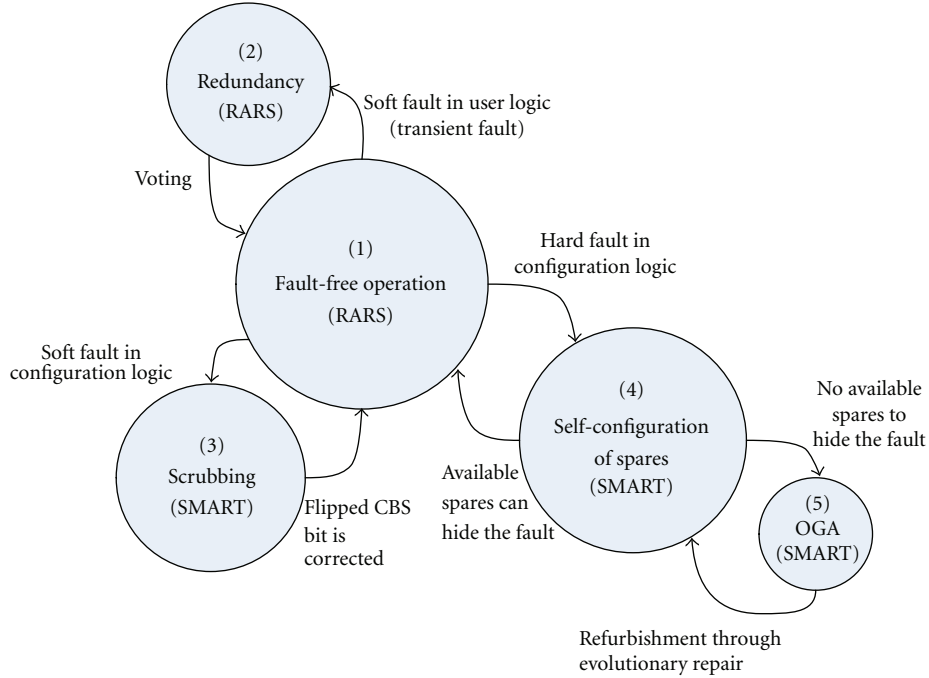 (2)
Redundancy
(RARS)
Soft fault in user logic
(transient fault)
Voting
(1)
Fault-free operation
(RARS)
Hard fault in
configuration logic
Soft fault in
configuration logic
(3)
Scrubbing
(SMART)
Flipped CBS
bit is
corrected
(4)
Self-configuration
of spares
(SMART)
Available
spares can
hide the fault
No available
spares to
hide the fault
(5)
OGA
(SMART)
Refurbishment through
evolutionary repair